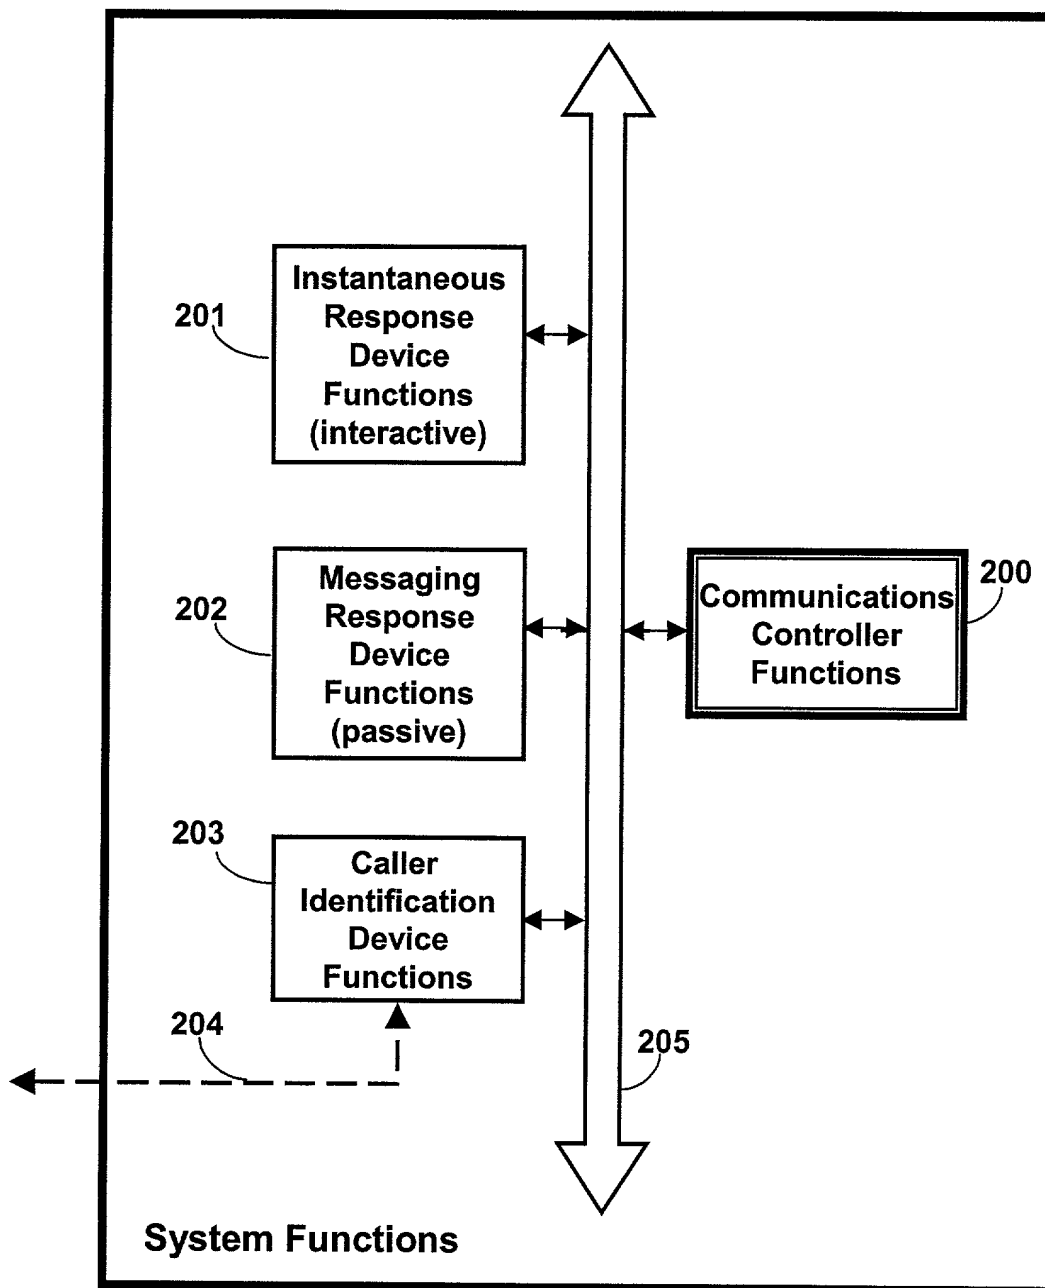 201
Instantaneous
Response
Device
Functions
(interactive)
202
Messaging
Response
Device
Functions
(passive)
200
Communications
Controller
Functions
203
Caller
Identification
Device
Functions
204
205
System Functions